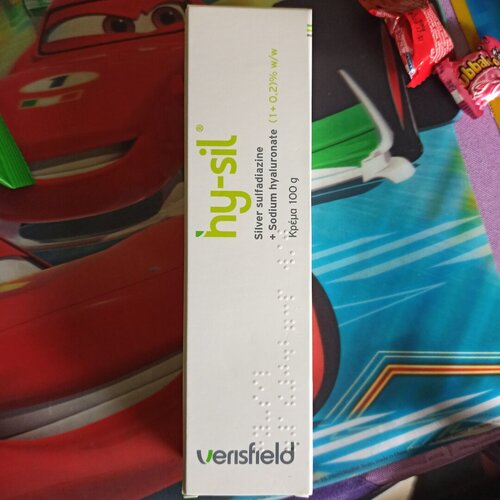 hy-sil®
Silver sulfadiazine
+ Sodium hyaluronate (1+0,2)% w/w
Κρέμα 100 g
verisfield®